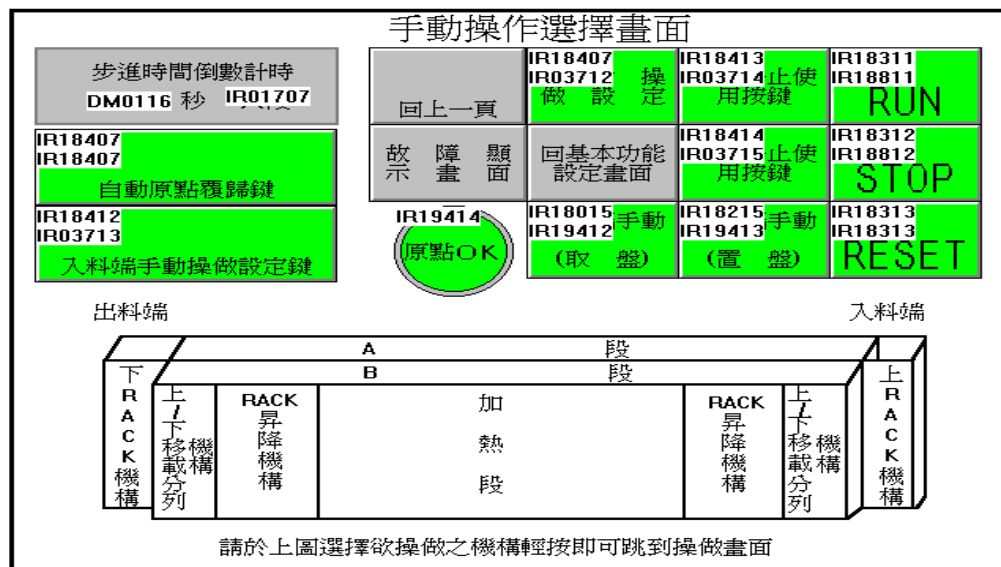 手動操作選擇畫面
步進時間倒數計時
DM0116 秒 IR01707
IR18407
IR18407
自動原點覆歸鍵
IR18412
IR03713
入料端手動操做設定鍵
回上一頁
IR18407
IR03712 操
做 設 定
IR18413
IR03714 止使
用按鍵
IR18311
IR18811
RUN
故 障 顯
示 畫 面
回基本功能
設定畫面
IR18414
IR03715 止使
用按鍵
IR18312
IR18812
STOP
IR19414
原點OK
IR18015 手動
IR19412
(取 盤)
IR18215 手動
IR19413
(置 盤)
IR18313
IR18313
RESET
出料端
入料端
A 段
B 段
下RACK機構
上/下移載分列機構
RACK昇降機構
加熱段
RACK昇降機構
上/下移載分列機構
上RACK機構
請於上圖選擇欲操做之機構輕按即可跳到操做畫面